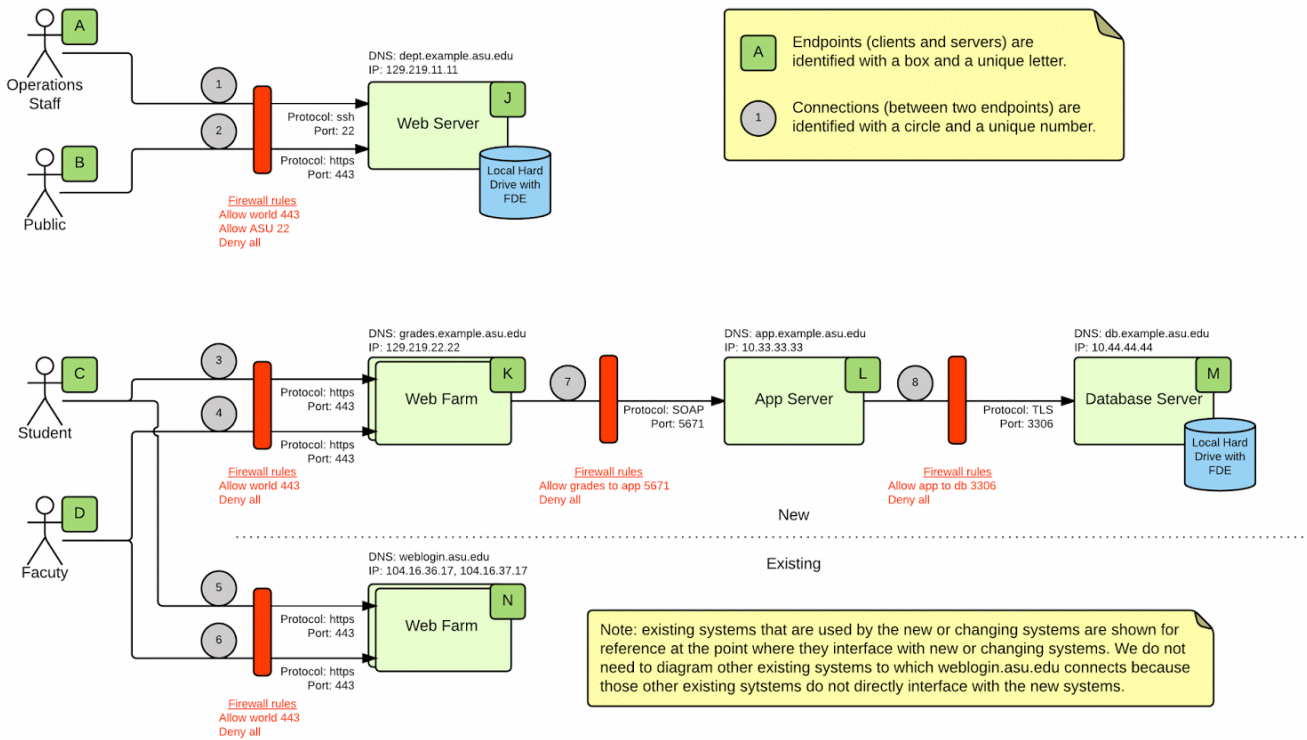 A
Operations
Staff
B
Public
1
2
Protocol: ssh
Port: 22
Protocol: https
Port: 443
Firewall rules
Allow world 443
Allow ASU 22
Deny all
DNS: dept.example.asu.edu
IP: 129.219.11.11
J
Web Server
Local Hard
Drive with
FDE
A
Endpoints (clients and servers) are
identified with a box and a unique letter.
1
Connections (between two endpoints) are
identified with a circle and a unique number.
C
Student
D
Facuty
3
4
Protocol: https
Port: 443
Protocol: https
Port: 443
Firewall rules
Allow world 443
Deny all
DNS: grades.example.asu.edu
IP: 129.219.22.22
K
Web Farm
7
Protocol: SOAP
Port: 5671
Firewall rules
Allow grades to app 5671
Deny all
DNS: app.example.asu.edu
IP: 10.33.33.33
L
App Server
8
Protocol: TLS
Port: 3306
Firewall rules
Allow app to db 3306
Deny all
DNS: db.example.asu.edu
IP: 10.44.44.44
M
Database Server
Local Hard
Drive with
FDE
New
Existing
5
6
Protocol: https
Port: 443
Protocol: https
Port: 443
Firewall rules
Allow world 443
Deny all
DNS: weblogin.asu.edu
IP: 104.16.36.17, 104.16.37.17
N
Web Farm
Note: existing systems that are used by the new or changing systems are shown for
reference at the point where they interface with new or changing systems. We do not
need to diagram other existing systems to which weblogin.asu.edu connects because
those other existing sytstems do not directly interface with the new systems.